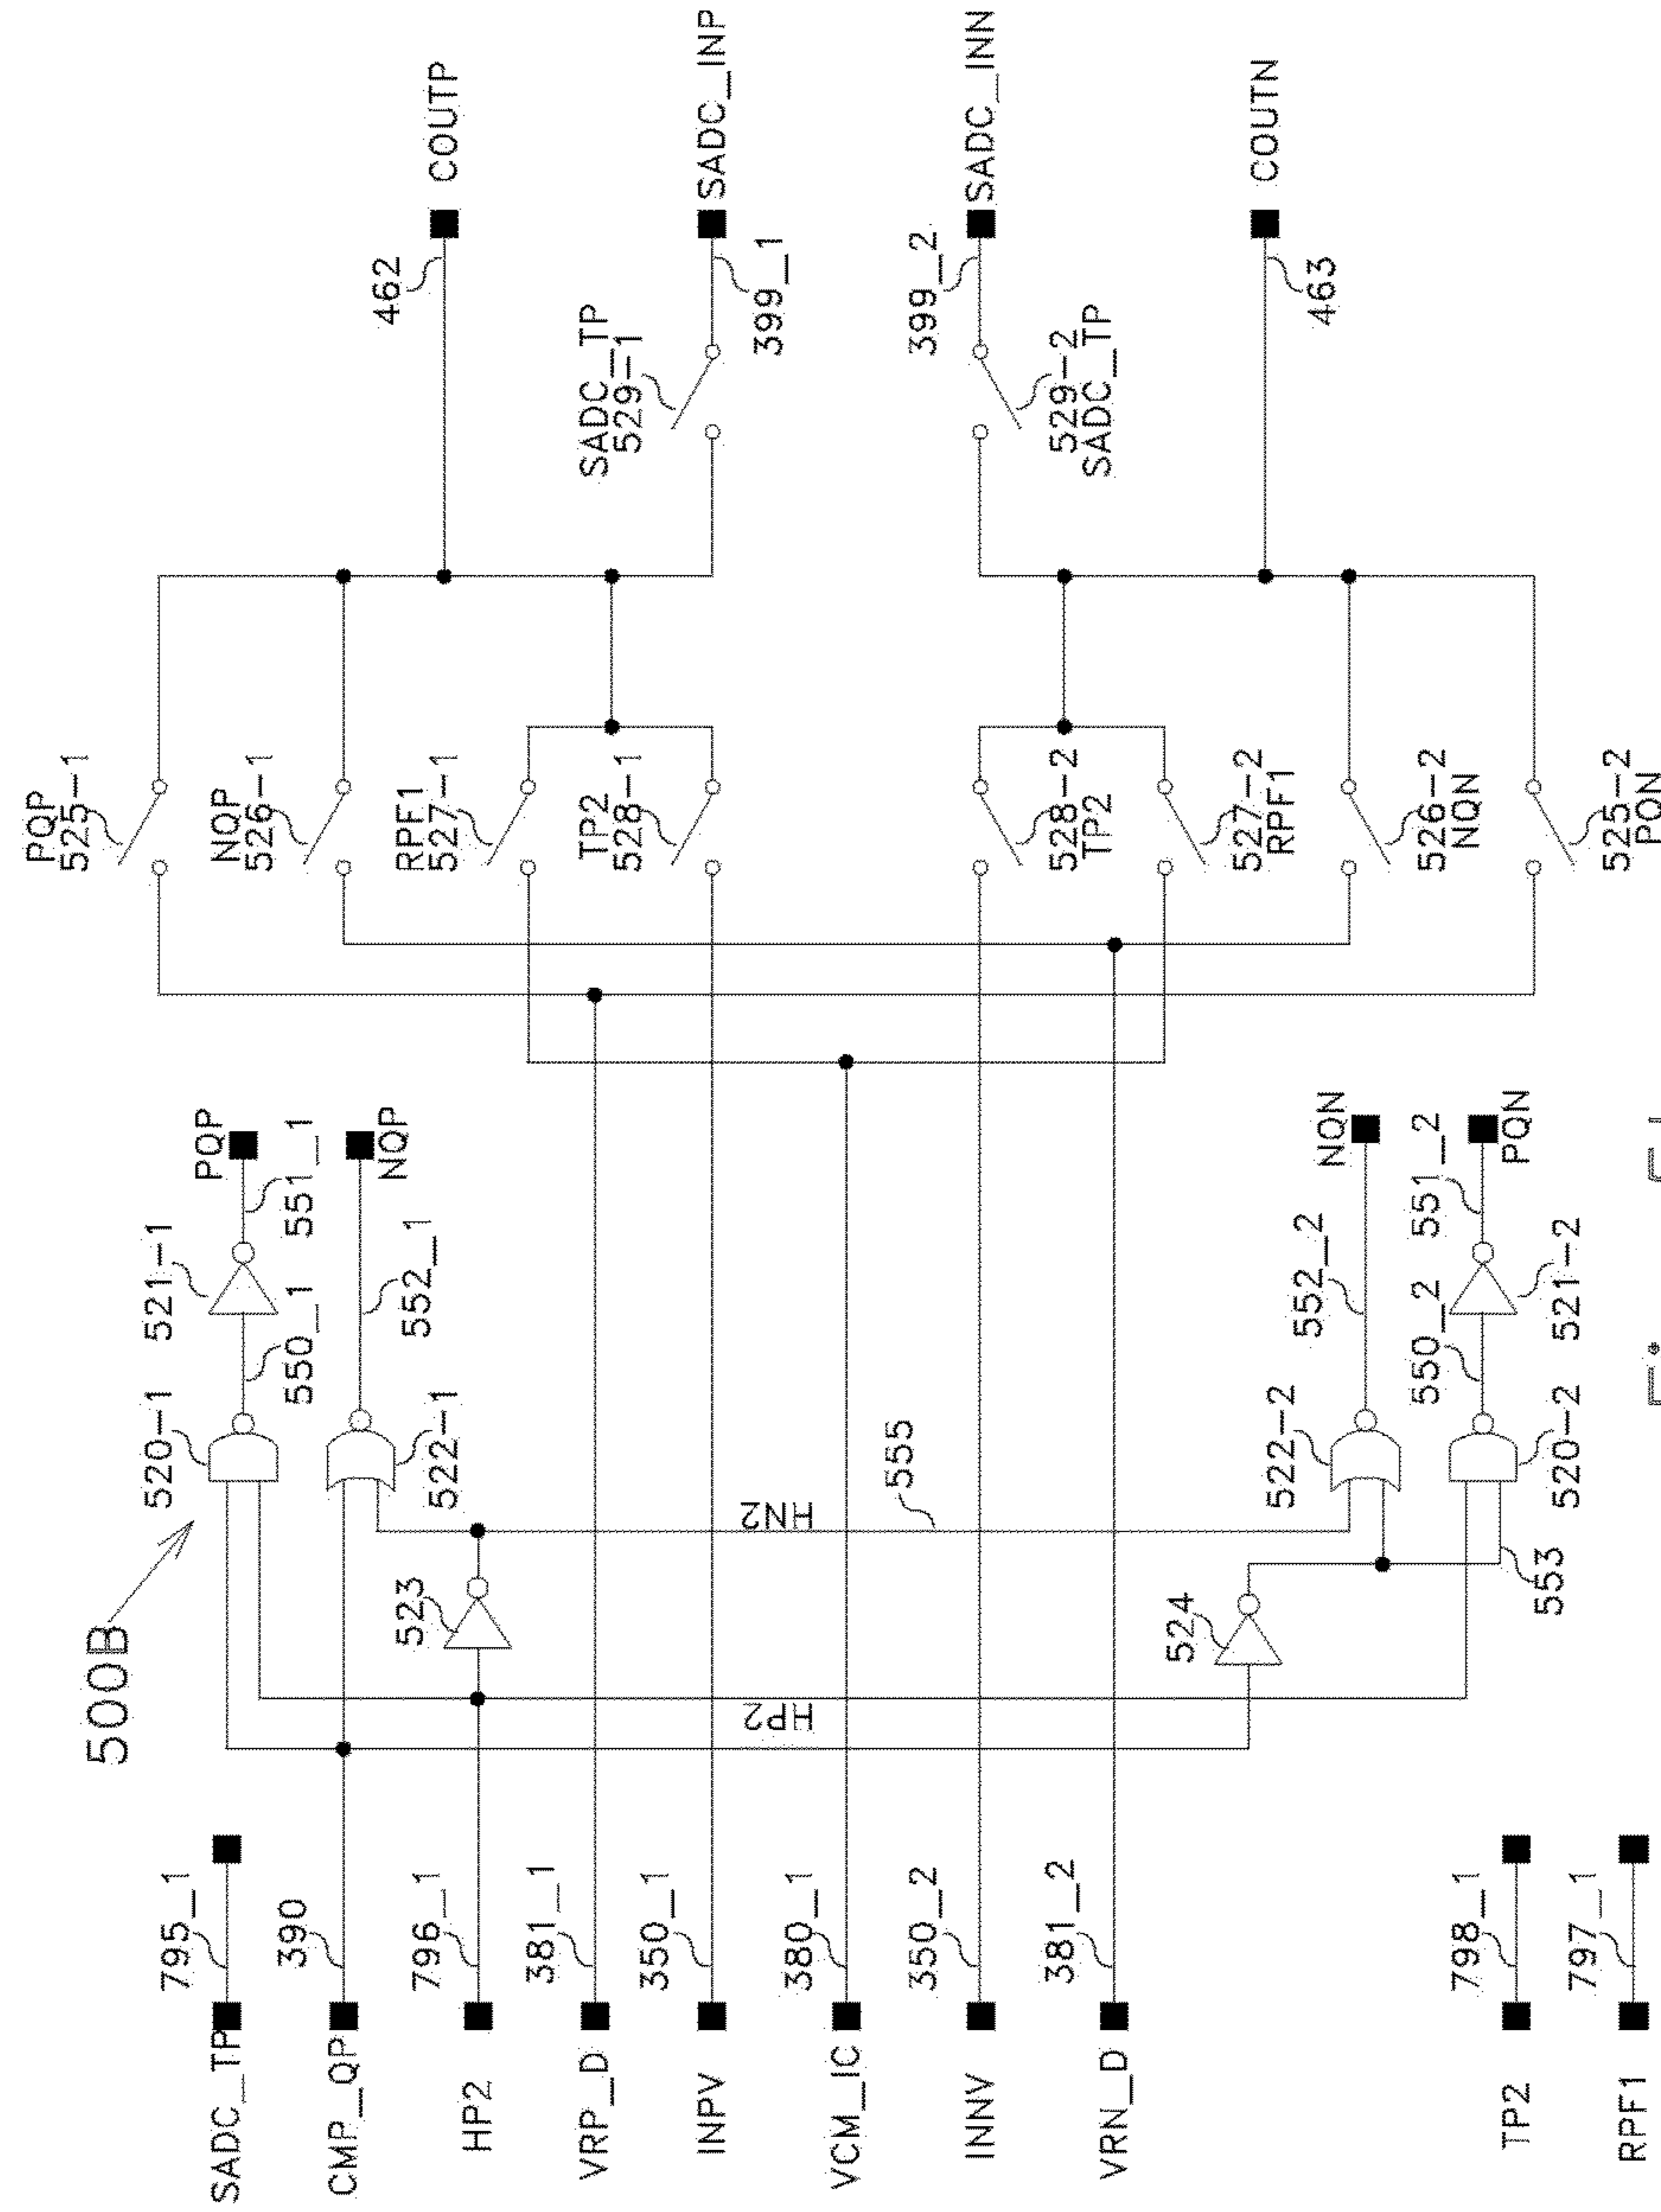 500B
SADC_TP
795_1
CMP_QP
390
HP2
796_1
VRP_D
381_1
INPV
350_1
VCM_IC
380_1
INNV
350_2
VRN_D
381_2
TP2
798_1
RPF1
797_1
520-1
550_1
521-1
551_1
PQP
522-1
552_1
NQP
523
HN2
555
HP2
524
553
522-2
552_2
NQN
520-2
550_2
521-2
551_2
PQN
PQP
525-1
NQP
526-1
RPF1
527-1
TP2
528-1
528-2
TP2
527-2
RPF1
526-2
NQN
525-2
PQN
462
COUTP
SADC_TP
529-1
399_1
SADC_INP
399_2
SADC_INN
529-2
SADC_TP
463
COUTN